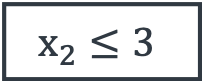 x₂ ≤ 3